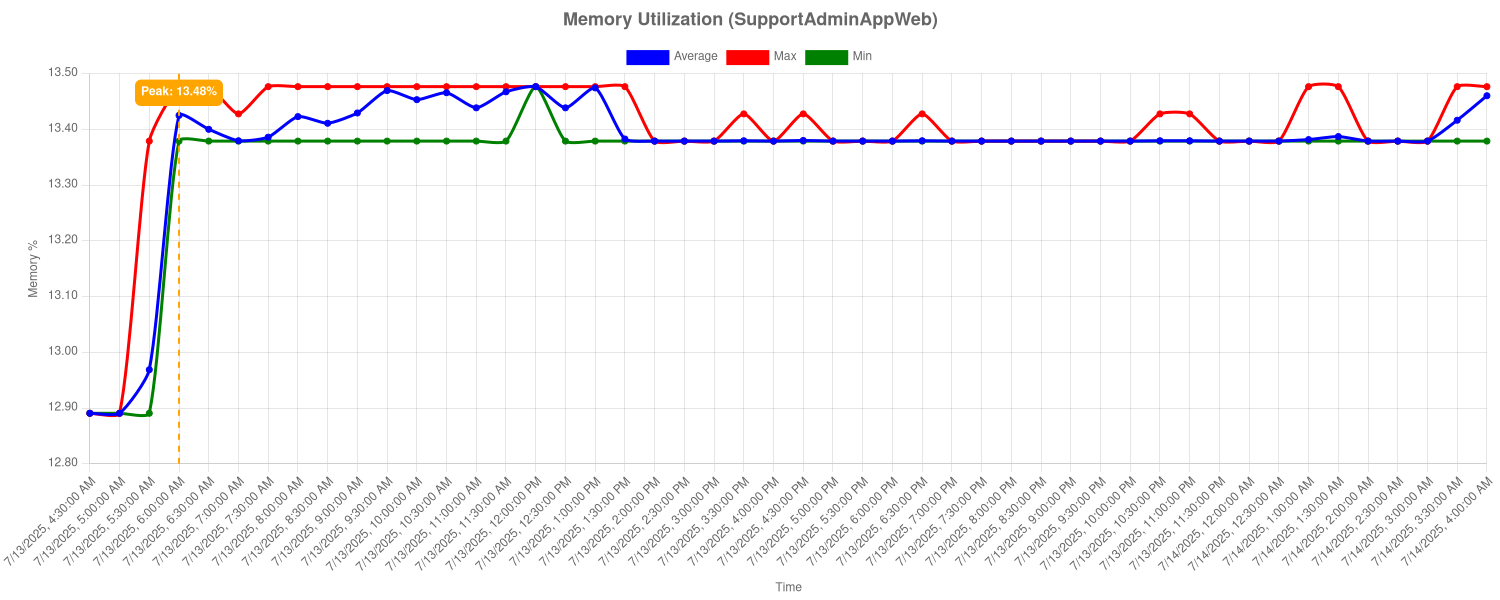 Memory Utilization (SupportAdminAppWeb)
Average Max Min
Peak: 13.48%
13.50
13.40
13.30
13.20
13.10
13.00
12.90
12.80
Memory %
7/13/2025, 4:30:00 AM
7/13/2025, 5:00:00 AM
7/13/2025, 5:30:00 AM
7/13/2025, 6:00:00 AM
7/13/2025, 6:30:00 AM
7/13/2025, 7:00:00 AM
7/13/2025, 7:30:00 AM
7/13/2025, 8:00:00 AM
7/13/2025, 8:30:00 AM
7/13/2025, 9:00:00 AM
7/13/2025, 9:30:00 AM
7/13/2025, 10:00:00 AM
7/13/2025, 10:30:00 AM
7/13/2025, 11:00:00 AM
7/13/2025, 11:30:00 AM
7/13/2025, 12:00:00 PM
7/13/2025, 12:30:00 PM
7/13/2025, 1:00:00 PM
7/13/2025, 1:30:00 PM
7/13/2025, 2:00:00 PM
7/13/2025, 2:30:00 PM
7/13/2025, 3:00:00 PM
7/13/2025, 3:30:00 PM
7/13/2025, 4:00:00 PM
7/13/2025, 4:30:00 PM
7/13/2025, 5:00:00 PM
7/13/2025, 5:30:00 PM
7/13/2025, 6:00:00 PM
7/13/2025, 6:30:00 PM
7/13/2025, 7:00:00 PM
7/13/2025, 7:30:00 PM
7/13/2025, 8:00:00 PM
7/13/2025, 8:30:00 PM
7/13/2025, 9:00:00 PM
7/13/2025, 9:30:00 PM
7/13/2025, 10:00:00 PM
7/13/2025, 10:30:00 PM
7/13/2025, 11:00:00 PM
7/13/2025, 11:30:00 PM
7/14/2025, 12:00:00 AM
7/14/2025, 12:30:00 AM
7/14/2025, 1:00:00 AM
7/14/2025, 1:30:00 AM
7/14/2025, 2:00:00 AM
7/14/2025, 2:30:00 AM
7/14/2025, 3:00:00 AM
7/14/2025, 3:30:00 AM
7/14/2025, 4:00:00 AM
Time